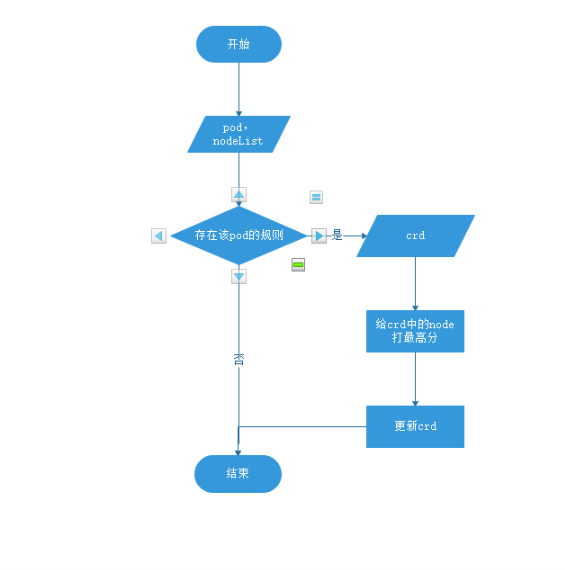 开始
pod,
nodeList
存在该pod的规则
是
crd
给crd中的node
打最高分
否
更新crd
结束